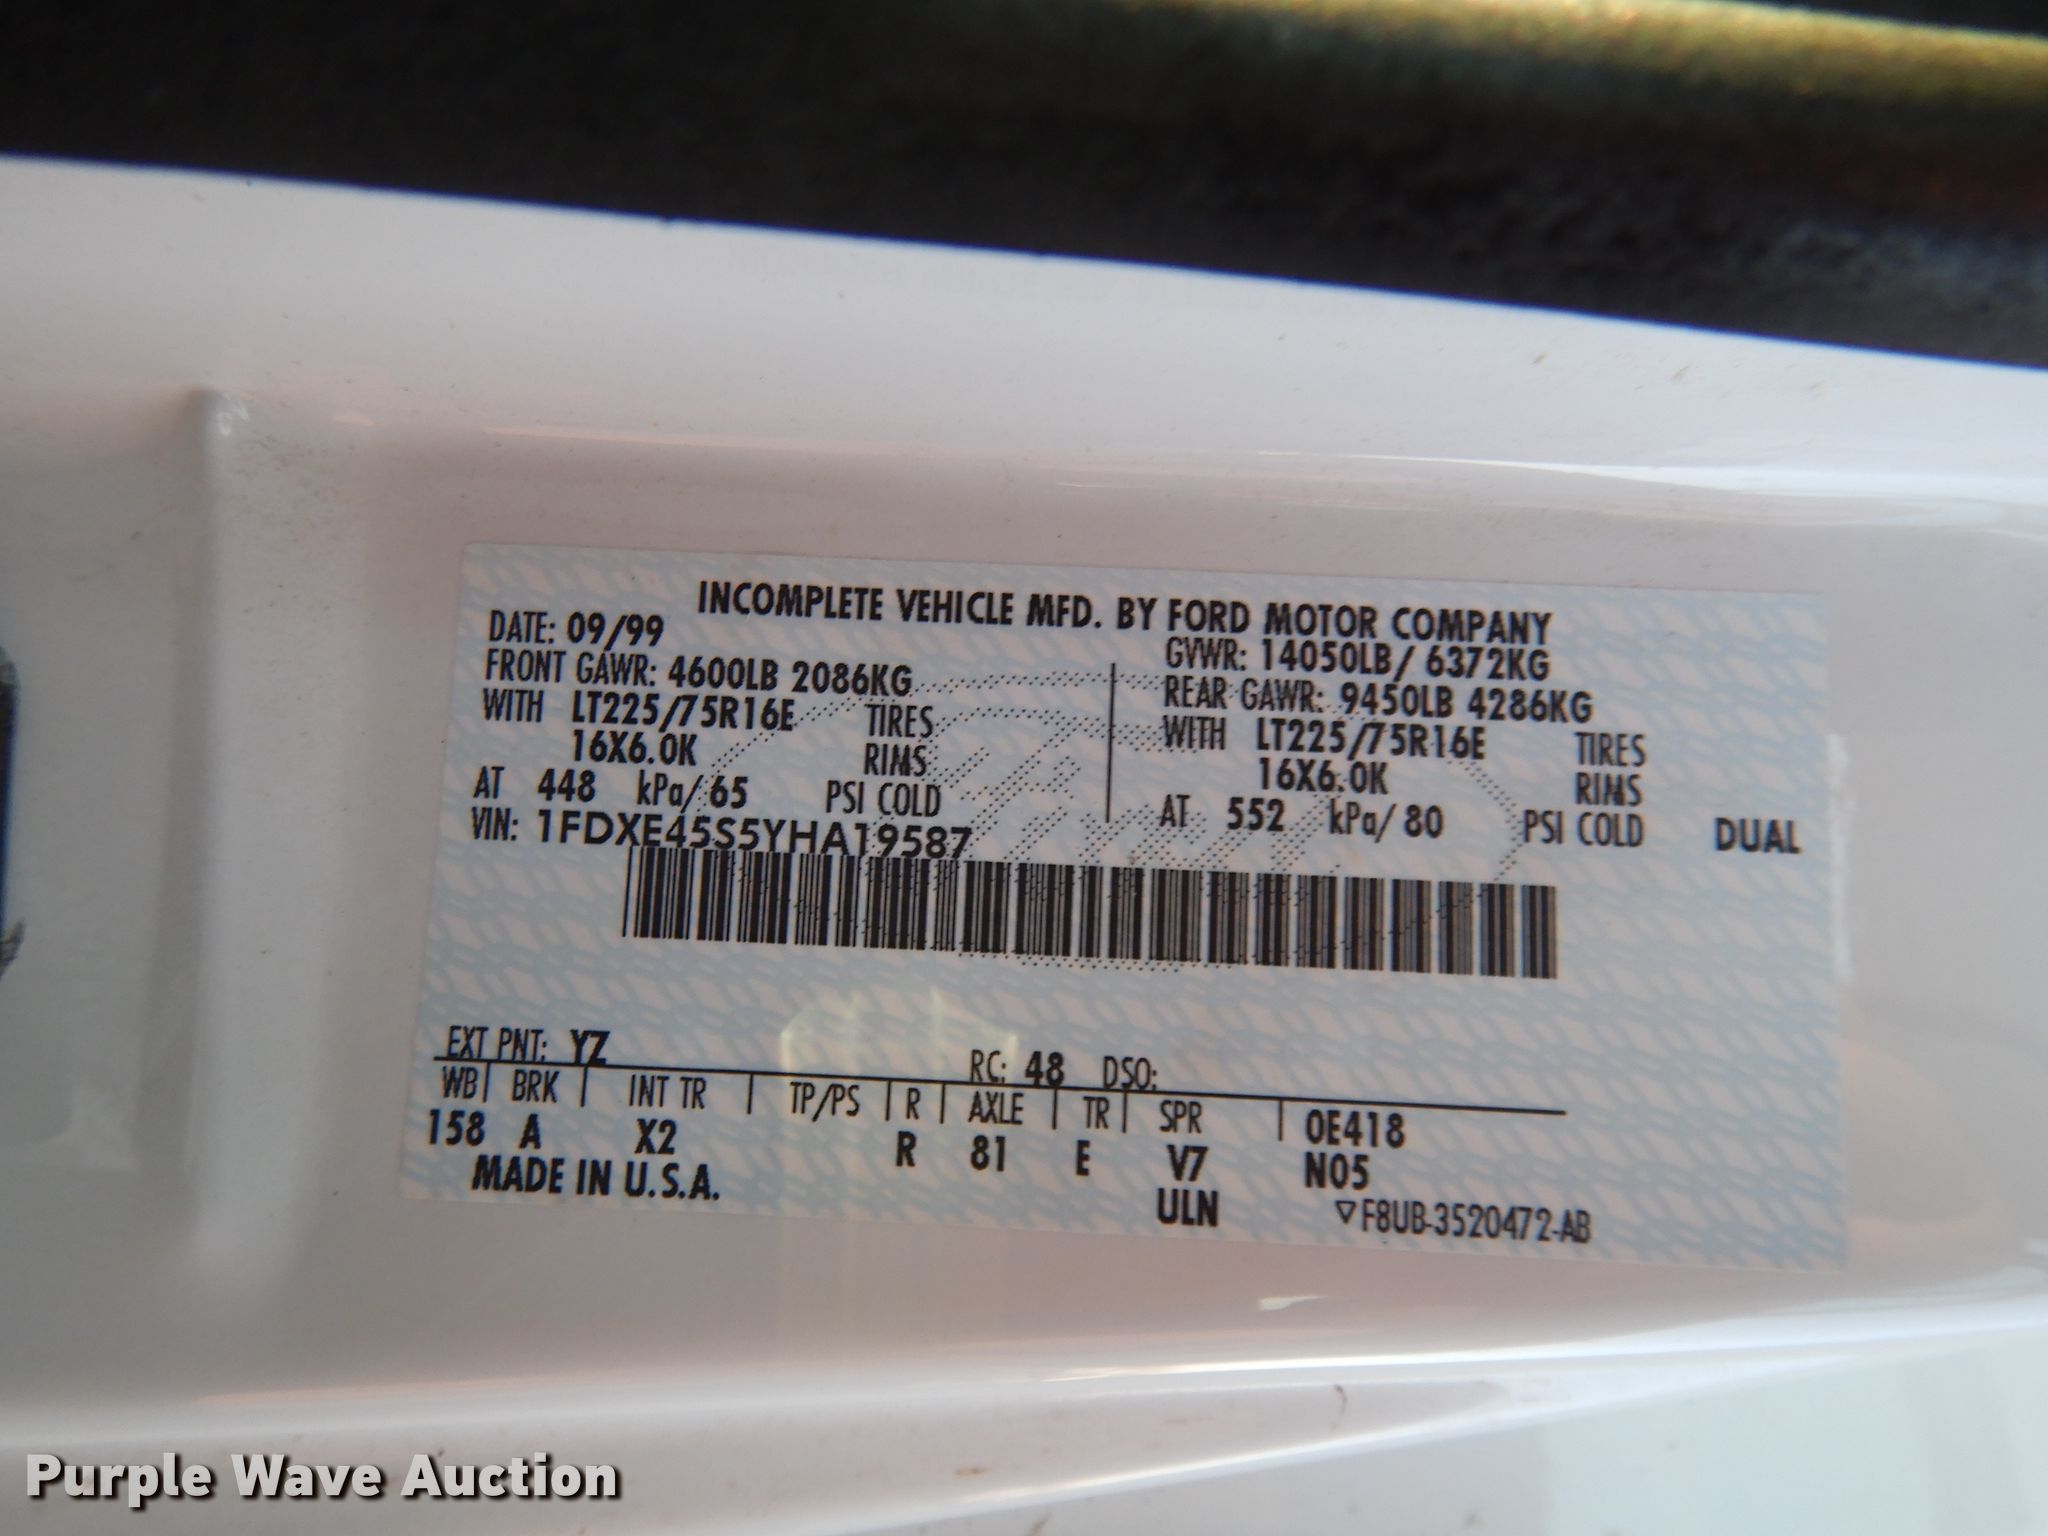 INCOMPLETE VEHICLE MFD. BY FORD MOTOR COMPANY
DATE: 09/99 GVWR: 14050LB/ 6372KG
FRONT GAWR: 4600LB 2086KG REAR GAWR: 9450LB 4286KG
WITH LT225/75R16E TIRES WITH LT225/75R16E TIRES
16X6.0K RIMS 16X6.0K RIMS
AT 448 kPa/ 65 PSI COLD AT 552 kPa/ 80 PSI COLD DUAL
VIN: 1FDXE45S5YHA19587
EXT PNT: YZ RC: 48 DSO:
WB BRK INT TR TP/PS R AXLE TR SPR 0E418
158 A X2 R 81 E V7 N05
MADE IN U.S.A. ULN ▽F8UB-3520472-AB
Purple Wave Auction